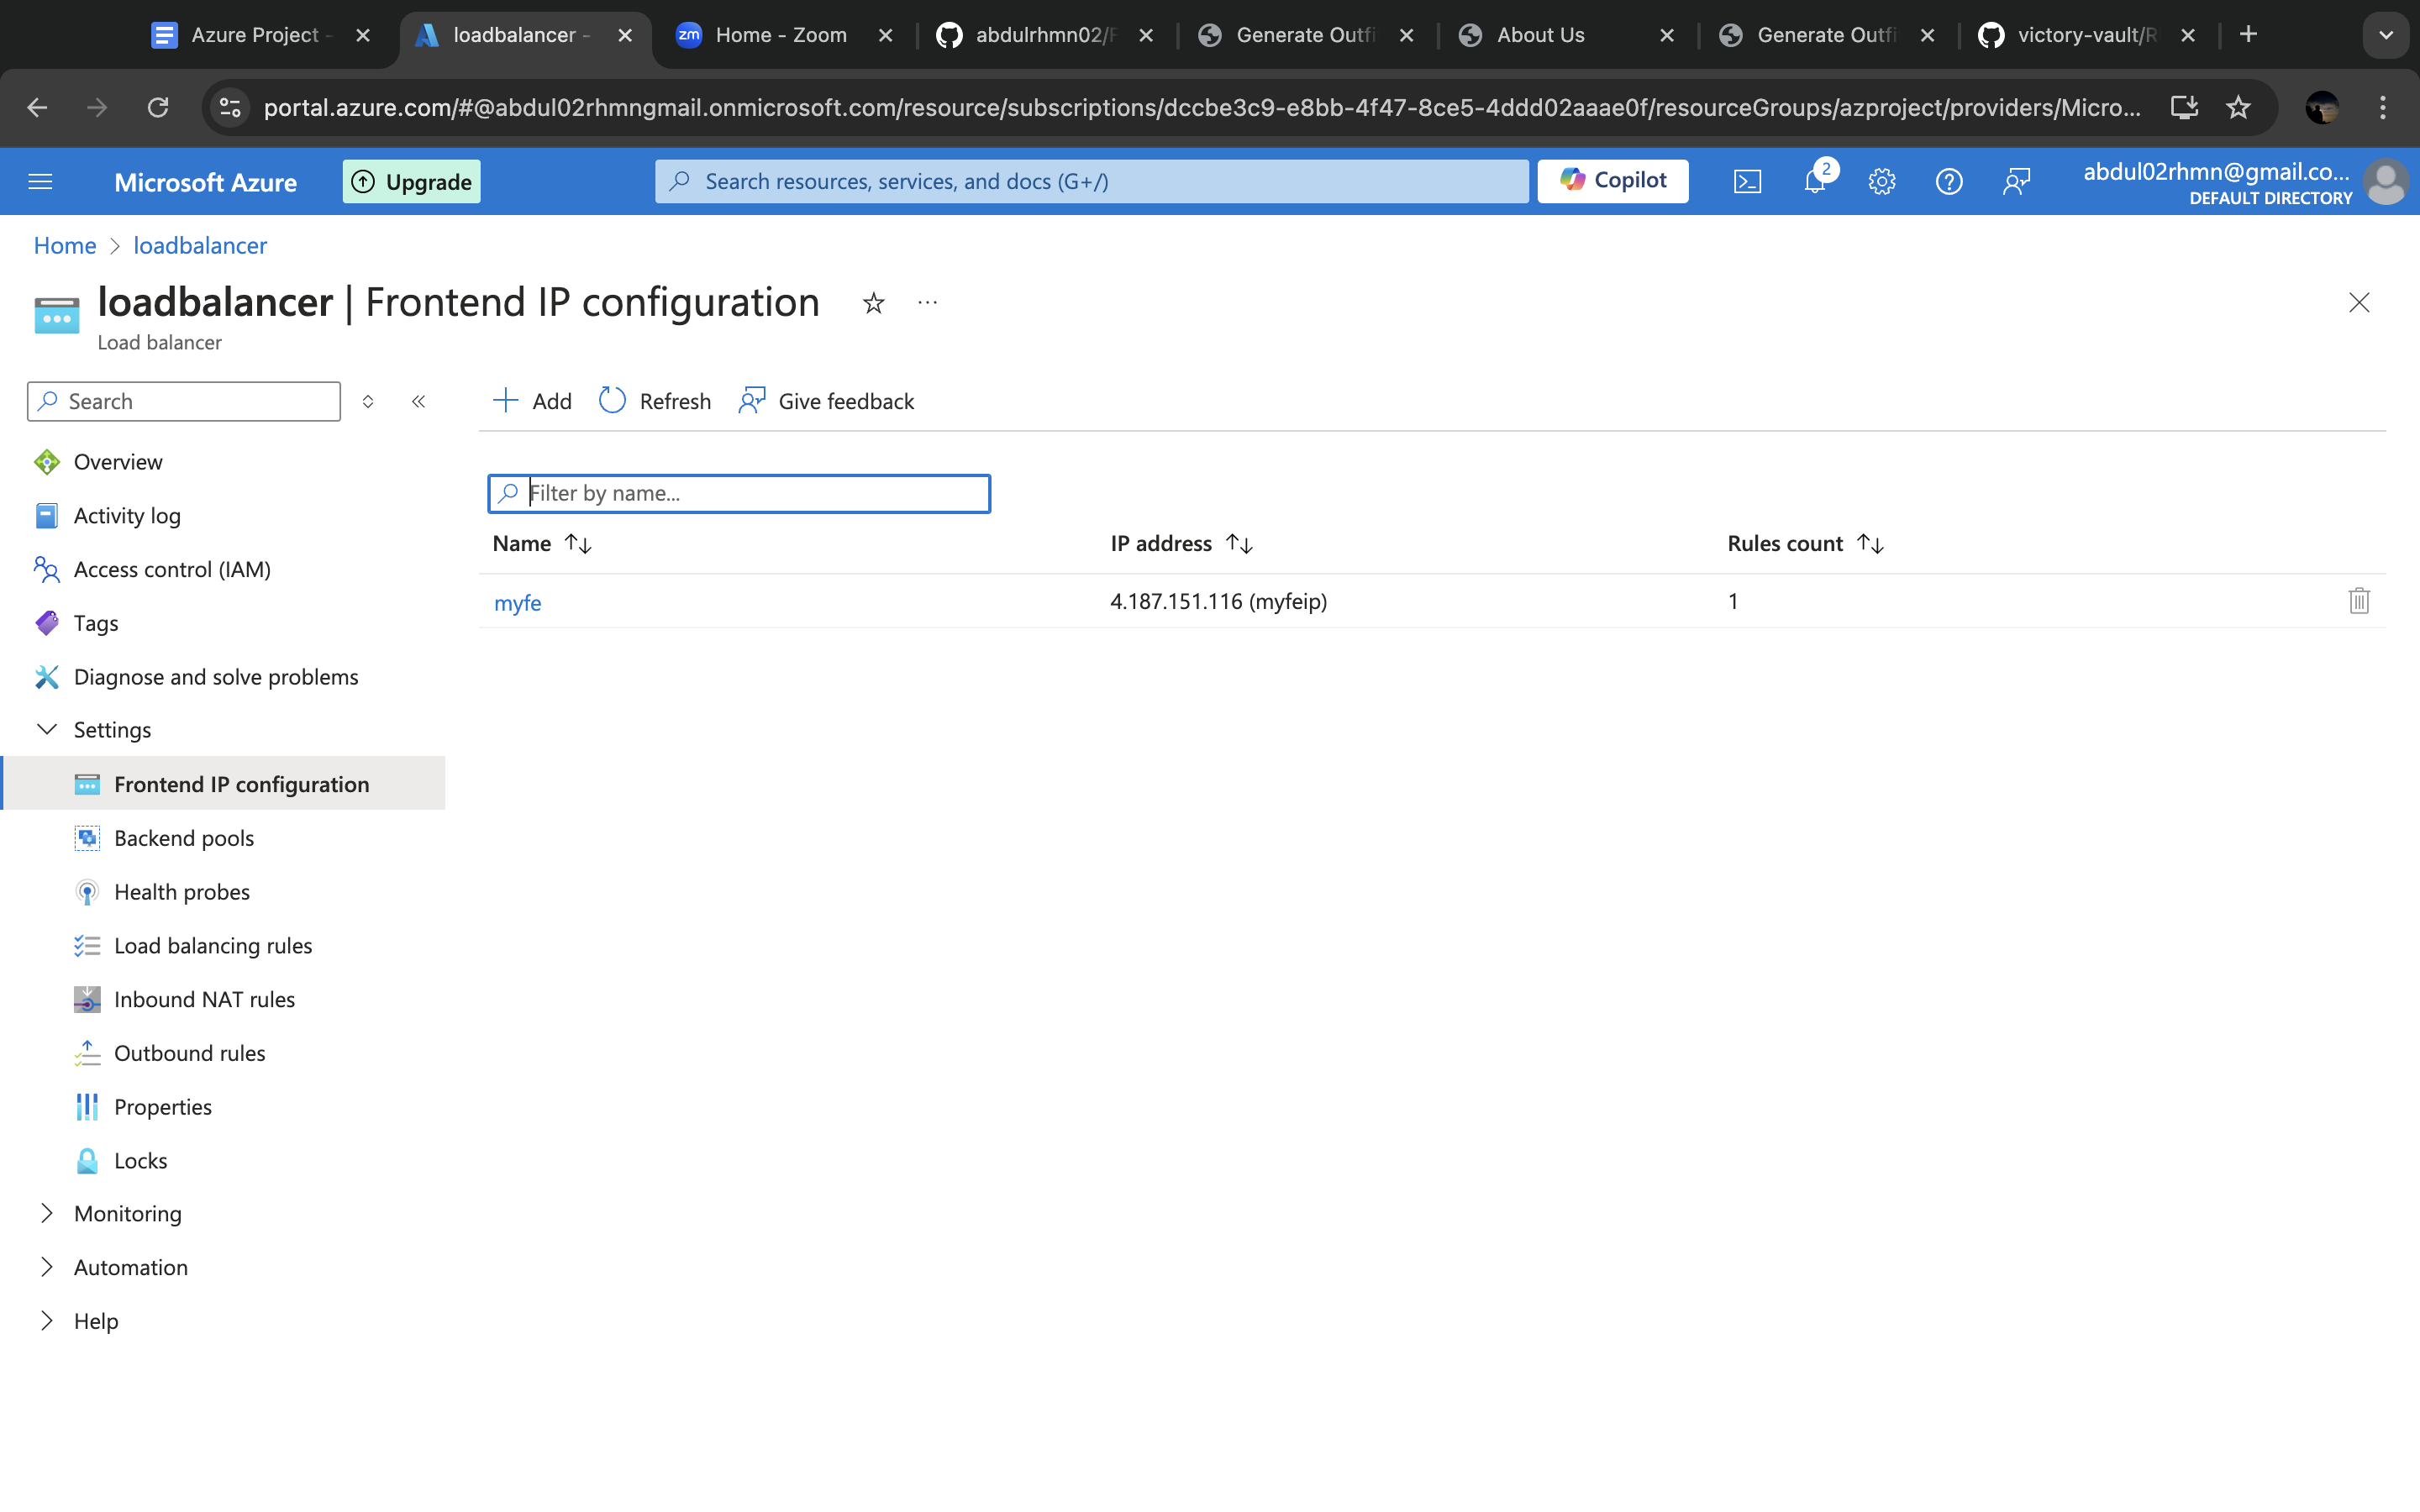 Azure Project -
loadbalancer -
zm
Home - Zoom
abdulrhmn02/F
Generate Outfi
About Us
Generate Outfi
victory-vault/R
portal.azure.com/#@abdul02rhmngmail.onmicrosoft.com/resource/subscriptions/dccbe3c9-e8bb-4f47-8ce5-4ddd02aaae0f/resourceGroups/azproject/providers/Micro...
Microsoft Azure
Upgrade
Search resources, services, and docs (G+/)
Copilot
2
abdul02rhmn@gmail.co...
DEFAULT DIRECTORY
Home > loadbalancer
loadbalancer | Frontend IP configuration
Load balancer
Search
Add
Refresh
Give feedback
Overview
Activity log
Access control (IAM)
Tags
Diagnose and solve problems
Settings
Frontend IP configuration
Backend pools
Health probes
Load balancing rules
Inbound NAT rules
Outbound rules
Properties
Locks
Monitoring
Automation
Help
Filter by name...
Name IP address Rules count
myfe 4.187.151.116 (myfeip) 1